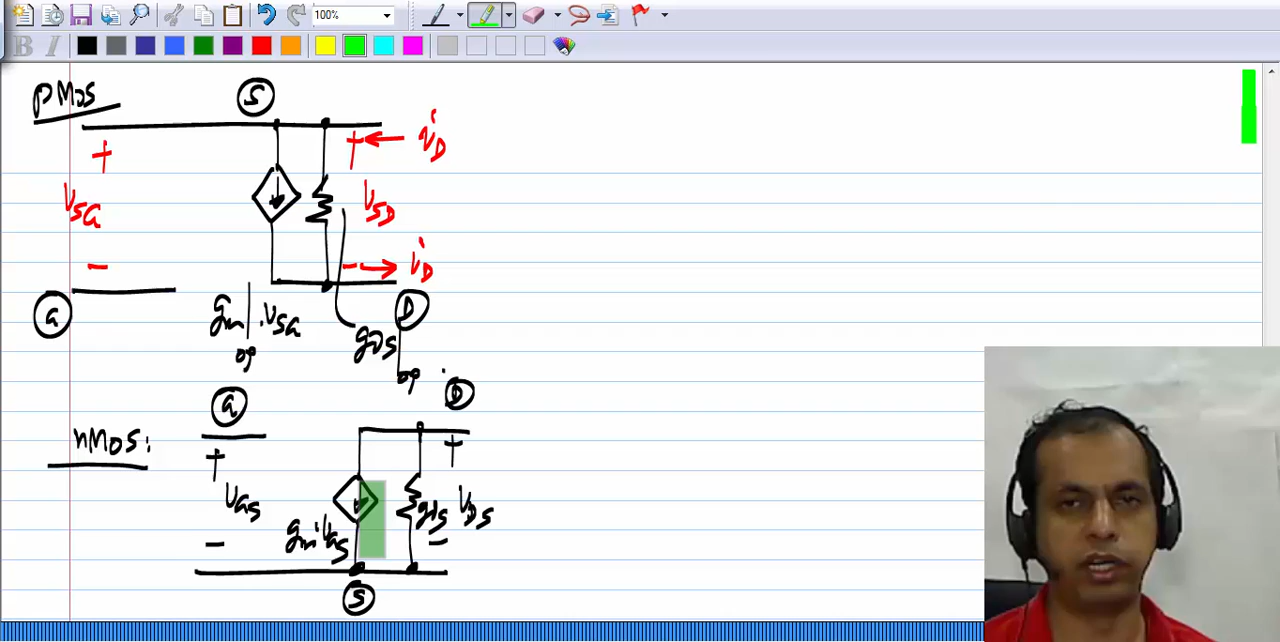 100%
B I
PMOS
S
+
+
iD
VSG
VSD
-
-
iD
G
D
gm|op · VSG
gDS|op
nMOS:
G
D
+
+
VGS
gm · VGS
gds
VDS
-
-
S